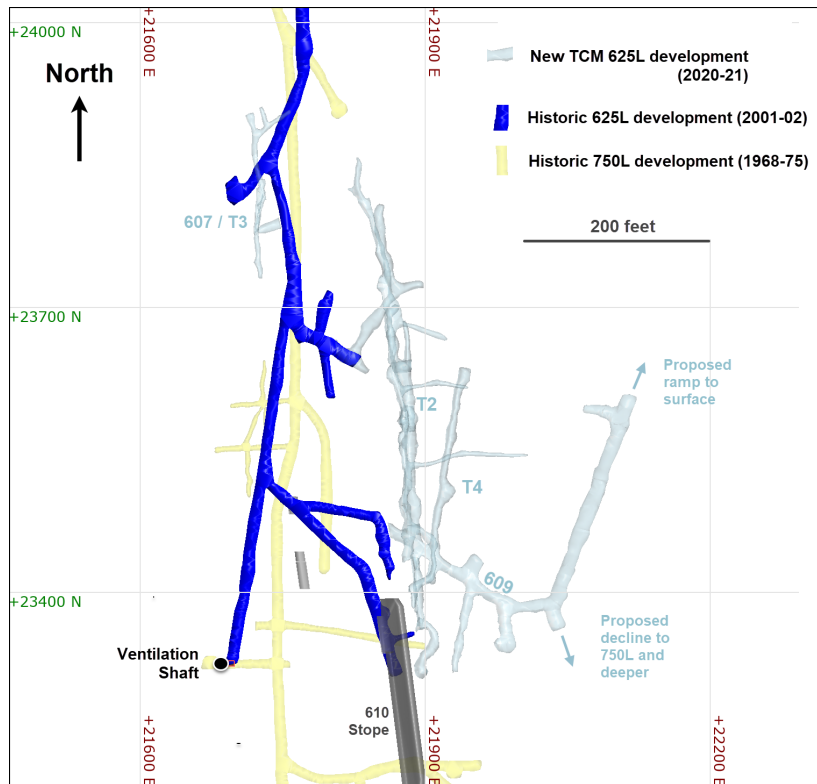 +24000 N
+21600 E
+21900 E
North
New TCM 625L development
(2020-21)
Historic 625L development (2001-02)
Historic 750L development (1968-75)
607 / T3
200 feet
+23700 N
Proposed
ramp to
surface
T2
T4
609
+23400 N
Proposed
decline to
750L and
deeper
Ventilation
Shaft
610
Stope
+21600 E
+21900 E
+22200 E